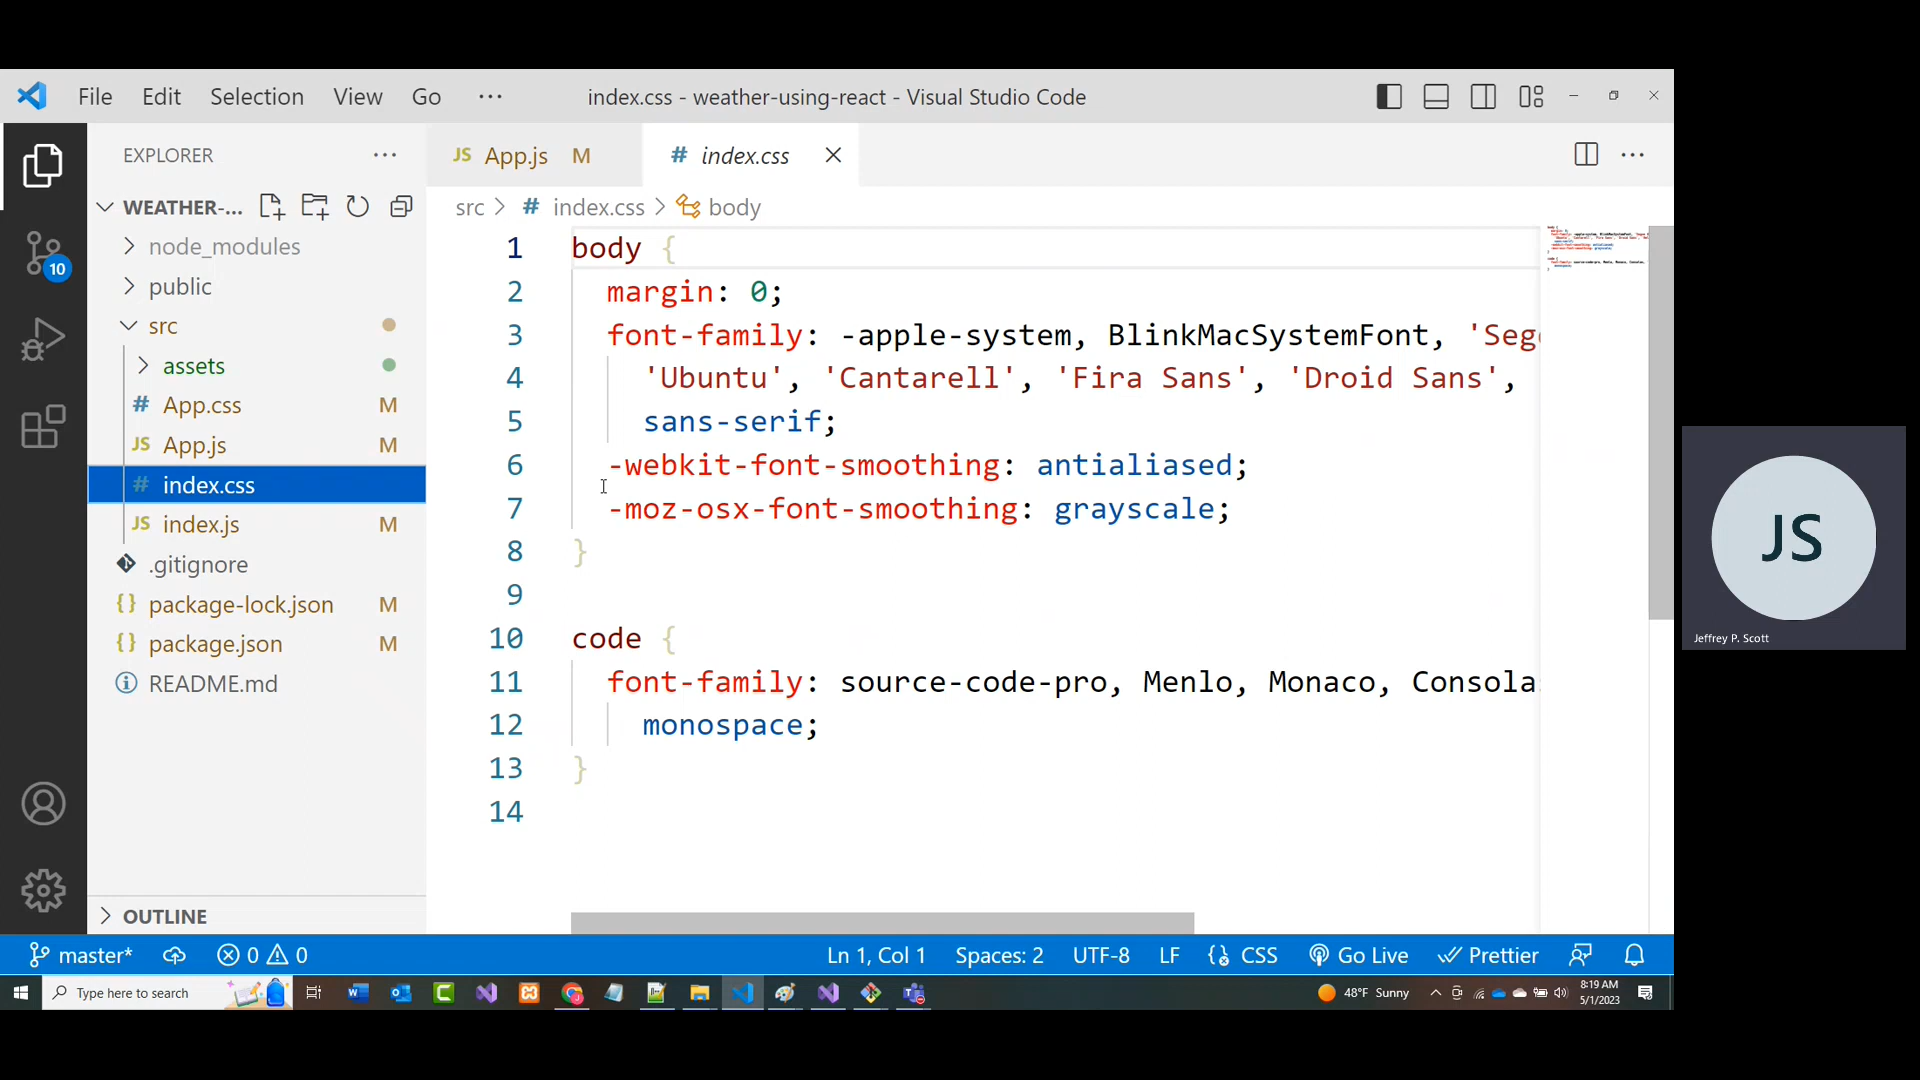 File Edit Selection View Go ··· index.css - weather-using-react - Visual Studio Code
EXPLORER ···
JS App.js M # index.css
WEATHER-...
src > # index.css > body
node_modules
public
src
assets
# App.css M
JS App.js M
# index.css
JS index.js M
.gitignore
{} package-lock.json M
{} package.json M
README.md
OUTLINE
10
1 body {
2 margin: 0;
3 font-family: -apple-system, BlinkMacSystemFont, 'Sego
4 'Ubuntu', 'Cantarell', 'Fira Sans', 'Droid Sans',
5 sans-serif;
6 -webkit-font-smoothing: antialiased;
7 -moz-osx-font-smoothing: grayscale;
8 }
9
10 code {
11 font-family: source-code-pro, Menlo, Monaco, Consolas
12 monospace;
13 }
14
JS
Jeffrey P. Scott
master* 0 0 Ln 1, Col 1 Spaces: 2 UTF-8 LF CSS Go Live Prettier
Type here to search
48°F Sunny
8:19 AM
5/1/2023